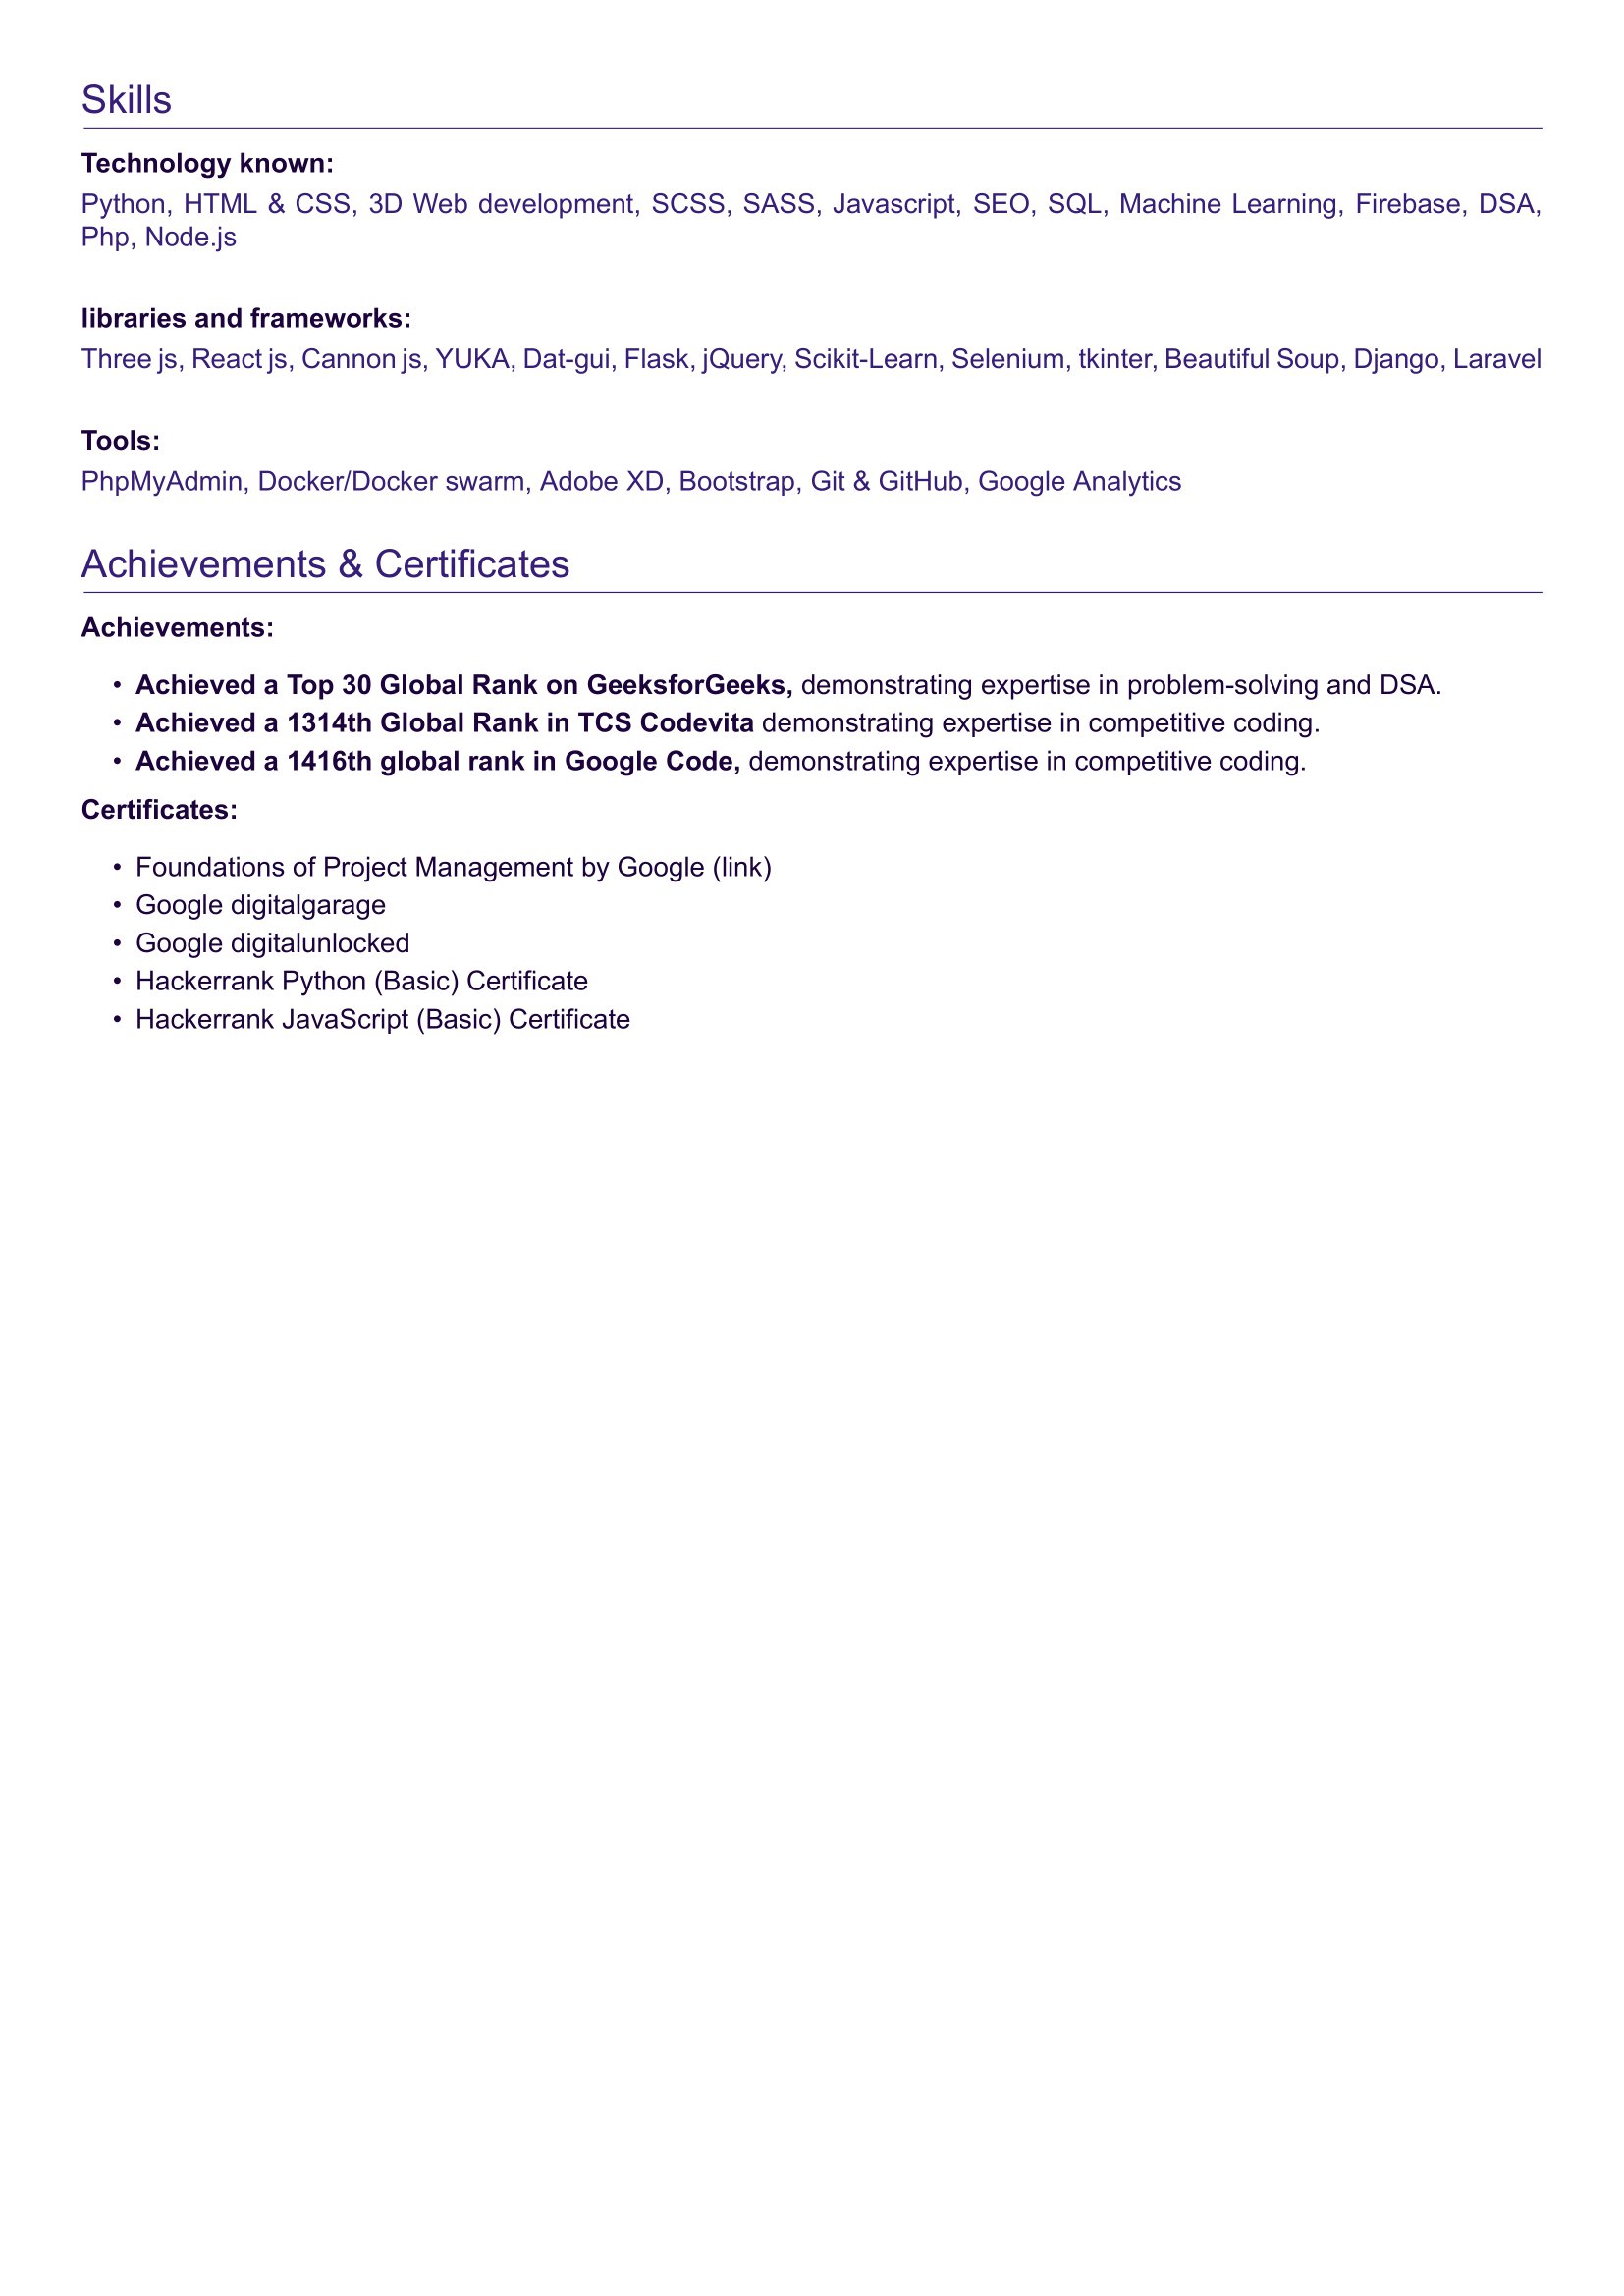 Skills
Technology known:
Python, HTML & CSS, 3D Web development, SCSS, SASS, Javascript, SEO, SQL, Machine Learning, Firebase, DSA,
Php, Node.js
libraries and frameworks:
Three js, React js, Cannon js, YUKA, Dat-gui, Flask, jQuery, Scikit-Learn, Selenium, tkinter, Beautiful Soup, Django, Laravel
Tools:
PhpMyAdmin, Docker/Docker swarm, Adobe XD, Bootstrap, Git & GitHub, Google Analytics
Achievements & Certificates
Achievements:
• Achieved a Top 30 Global Rank on GeeksforGeeks, demonstrating expertise in problem-solving and DSA.
• Achieved a 1314th Global Rank in TCS Codevita demonstrating expertise in competitive coding.
• Achieved a 1416th global rank in Google Code, demonstrating expertise in competitive coding.
Certificates:
• Foundations of Project Management by Google (link)
• Google digitalgarage
• Google digitalunlocked
• Hackerrank Python (Basic) Certificate
• Hackerrank JavaScript (Basic) Certificate